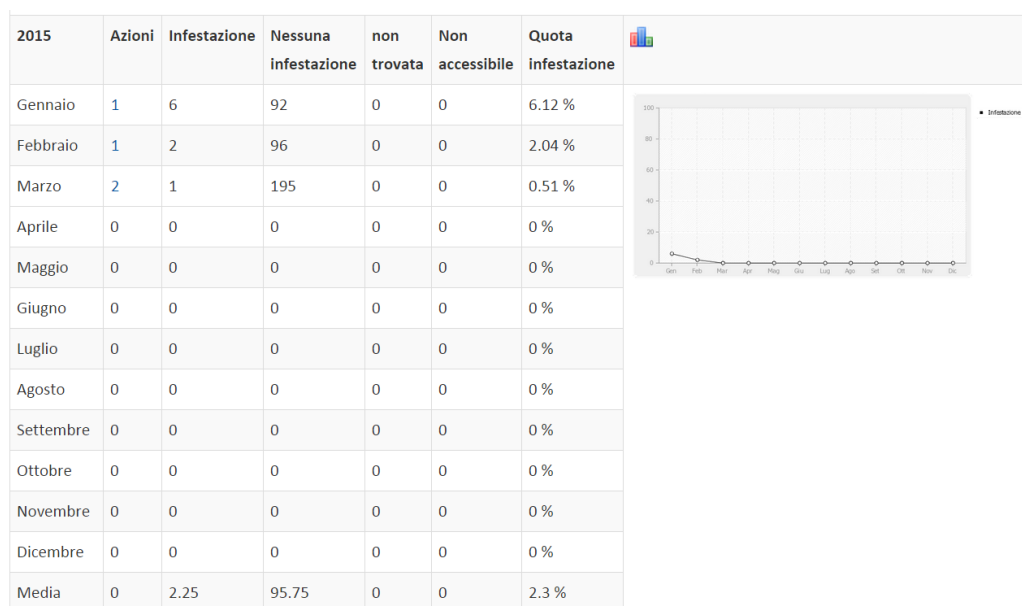 2015 Azioni Infestazione Nessuna infestazione non trovata Non accessibile Quota infestazione
Gennaio 1 6 92 0 0 6.12 %
Febbraio 1 2 96 0 0 2.04 %
Marzo 2 1 195 0 0 0.51 %
Aprile 0 0 0 0 0 0 %
Maggio 0 0 0 0 0 0 %
Giugno 0 0 0 0 0 0 %
Luglio 0 0 0 0 0 0 %
Agosto 0 0 0 0 0 0 %
Settembre 0 0 0 0 0 0 %
Ottobre 0 0 0 0 0 0 %
Novembre 0 0 0 0 0 0 %
Dicembre 0 0 0 0 0 0 %
Media 0 2.25 95.75 0 0 2.3 %
100
80
60
40
20
0
Gen Feb Mar Apr Mag Giu Lug Ago Set Ott Nov Dic
Infestazione